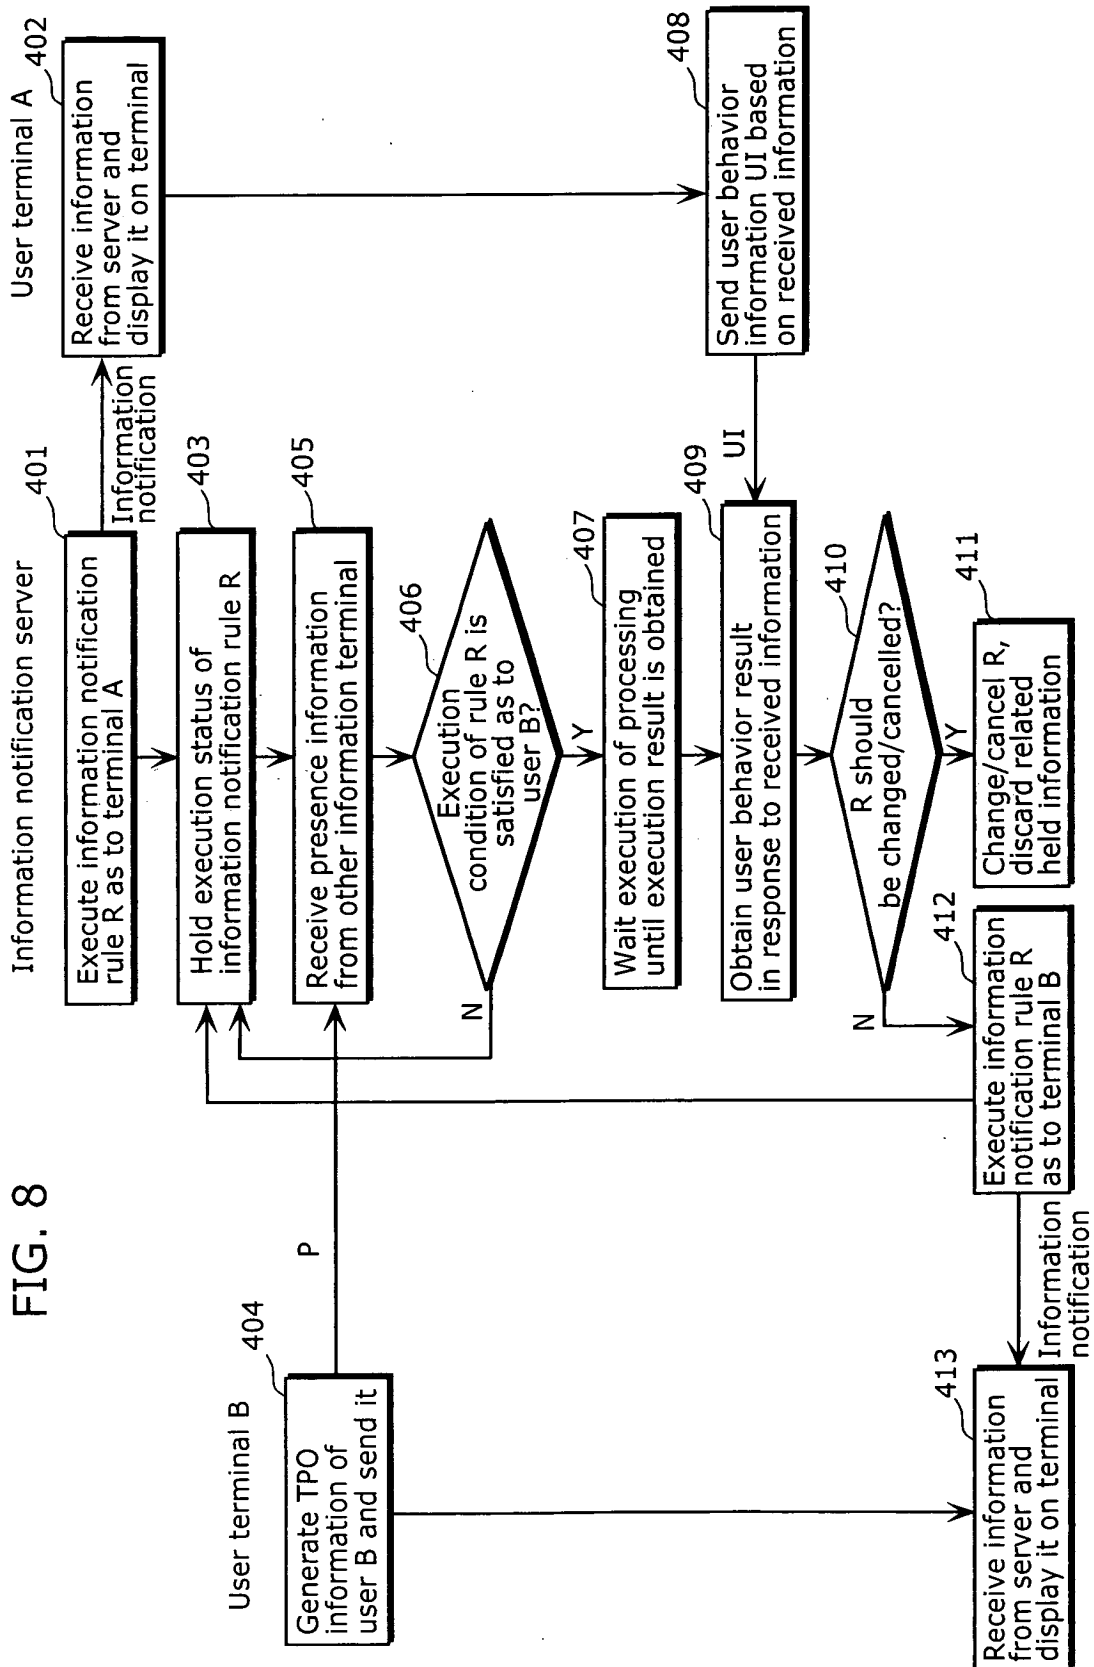 FIG. 8
User terminal B
Information notification server
User terminal A
401
Execute information notification
rule R as to terminal A
Information
notification
402
Receive information
from server and
display it on terminal
403
Hold execution status of
information notification rule R
404
Generate TPO
information of
user B and send it
P
405
Receive presence information
from other information terminal
406
Execution
condition of rule R is
satisfied as to
user B?
N
Y
407
Wait execution of processing
until execution result is obtained
408
Send user behavior
information UI based
on received information
UI
409
Obtain user behavior result
in response to received information
410
R should
be changed/cancelled?
N
Y
411
Change/cancel R,
discard related
held information
412
Execute information
notification rule R
as to terminal B
Information
notification
413
Receive information
from server and
display it on terminal